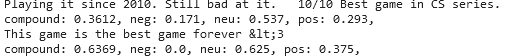 Playing it since 2010. Still bad at it.   10/10 Best game in CS series.
compound: 0.3612, neg: 0.171, neu: 0.537, pos: 0.293,
This game is the best game forever &lt;3
compound: 0.6369, neg: 0.0, neu: 0.625, pos: 0.375,